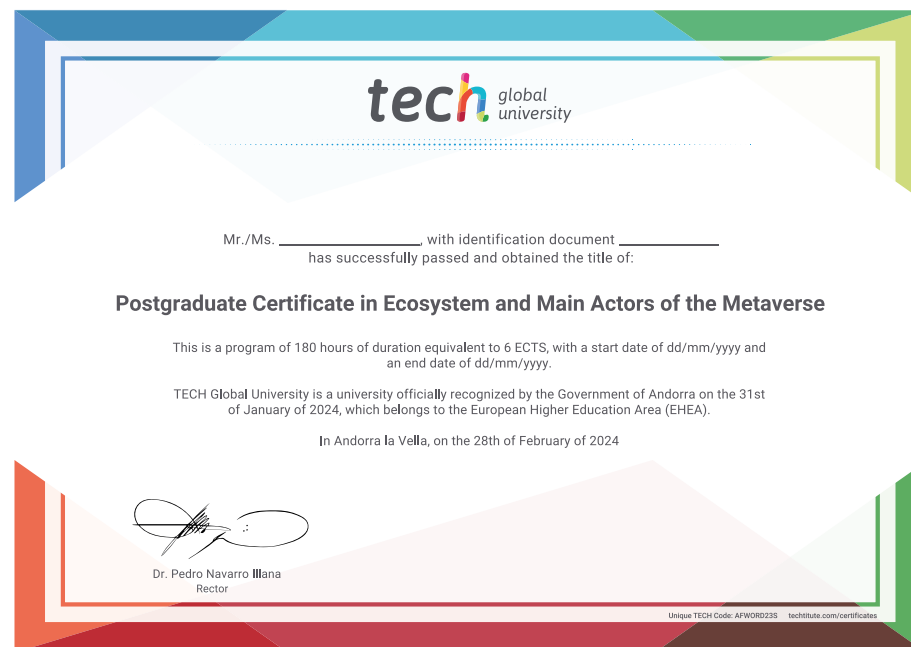 tech global
university
Mr./Ms. ____________, with identification document ____________
has successfully passed and obtained the title of:
Postgraduate Certificate in Ecosystem and Main Actors of the Metaverse
This is a program of 180 hours of duration equivalent to 6 ECTS, with a start date of dd/mm/yyyy and
an end date of dd/mm/yyyy.
TECH Global University is a university officially recognized by the Government of Andorra on the 31st
of January of 2024, which belongs to the European Higher Education Area (EHEA).
In Andorra la Vella, on the 28th of February of 2024
Dr. Pedro Navarro Illana
Rector
Unique TECH Code: AFWORD23S techtitute.com/certificates